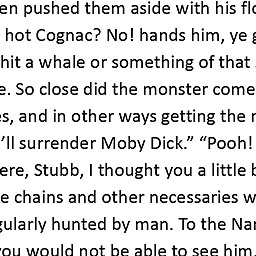 en pushed them aside with his flo
hot Cognac? No! hands him, ye g
hit a whale or something of that
e. So close did the monster come
s, and in other ways getting the r
'll surrender Moby Dick.” “Pooh!
ere, Stubb, I thought you a little b
e chains and other necessaries w
gularly hunted by man. To the Nar
you would not be able to see him.